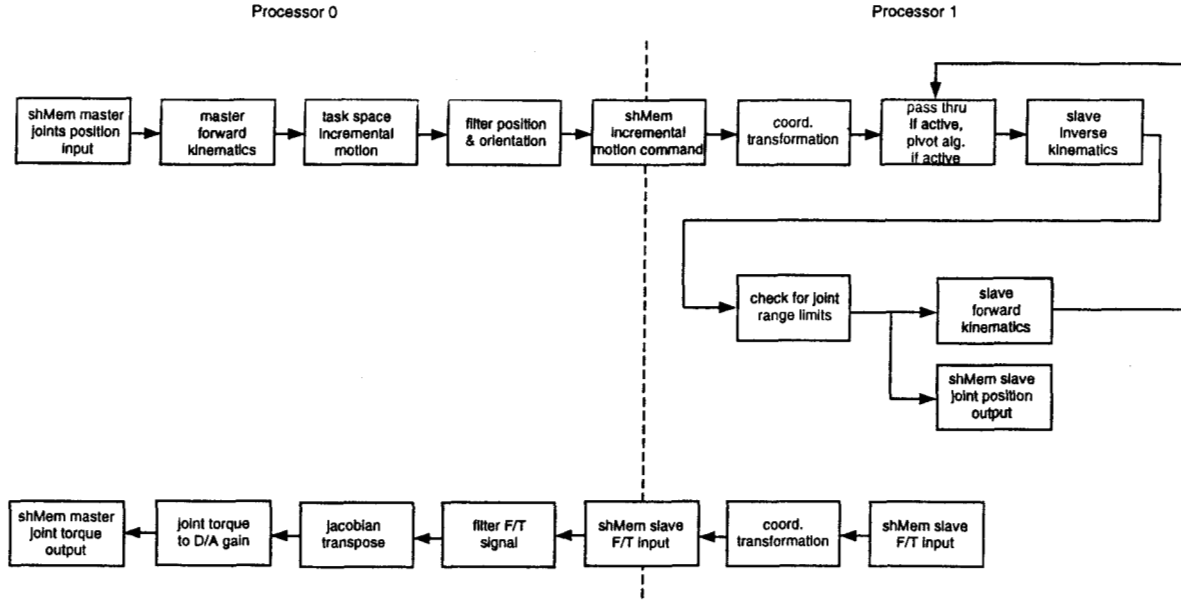 Processor 0
Processor 1
shMem master
joints position
input
master
forward
kinematics
task space
incremental
motion
filter position
& orientation
shMem
incremental
motion command
coord.
transformation
pass thru
if active,
pivot alg.
if active
slave
inverse
kinematics
check for joint
range limits
slave
forward
kinematics
shMem slave
joint position
output
shMem master
joint torque
output
joint torque
to D/A gain
jacobian
transpose
filter F/T
signal
shMem slave
F/T input
coord.
transformation
shMem slave
F/T input